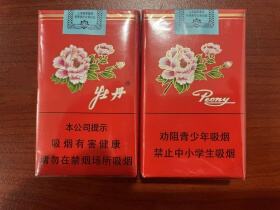 牡丹
本公司提示
吸烟有害健康
请勿在禁烟场所吸烟
Peony
劝阻青少年吸烟
禁止中小学生吸烟